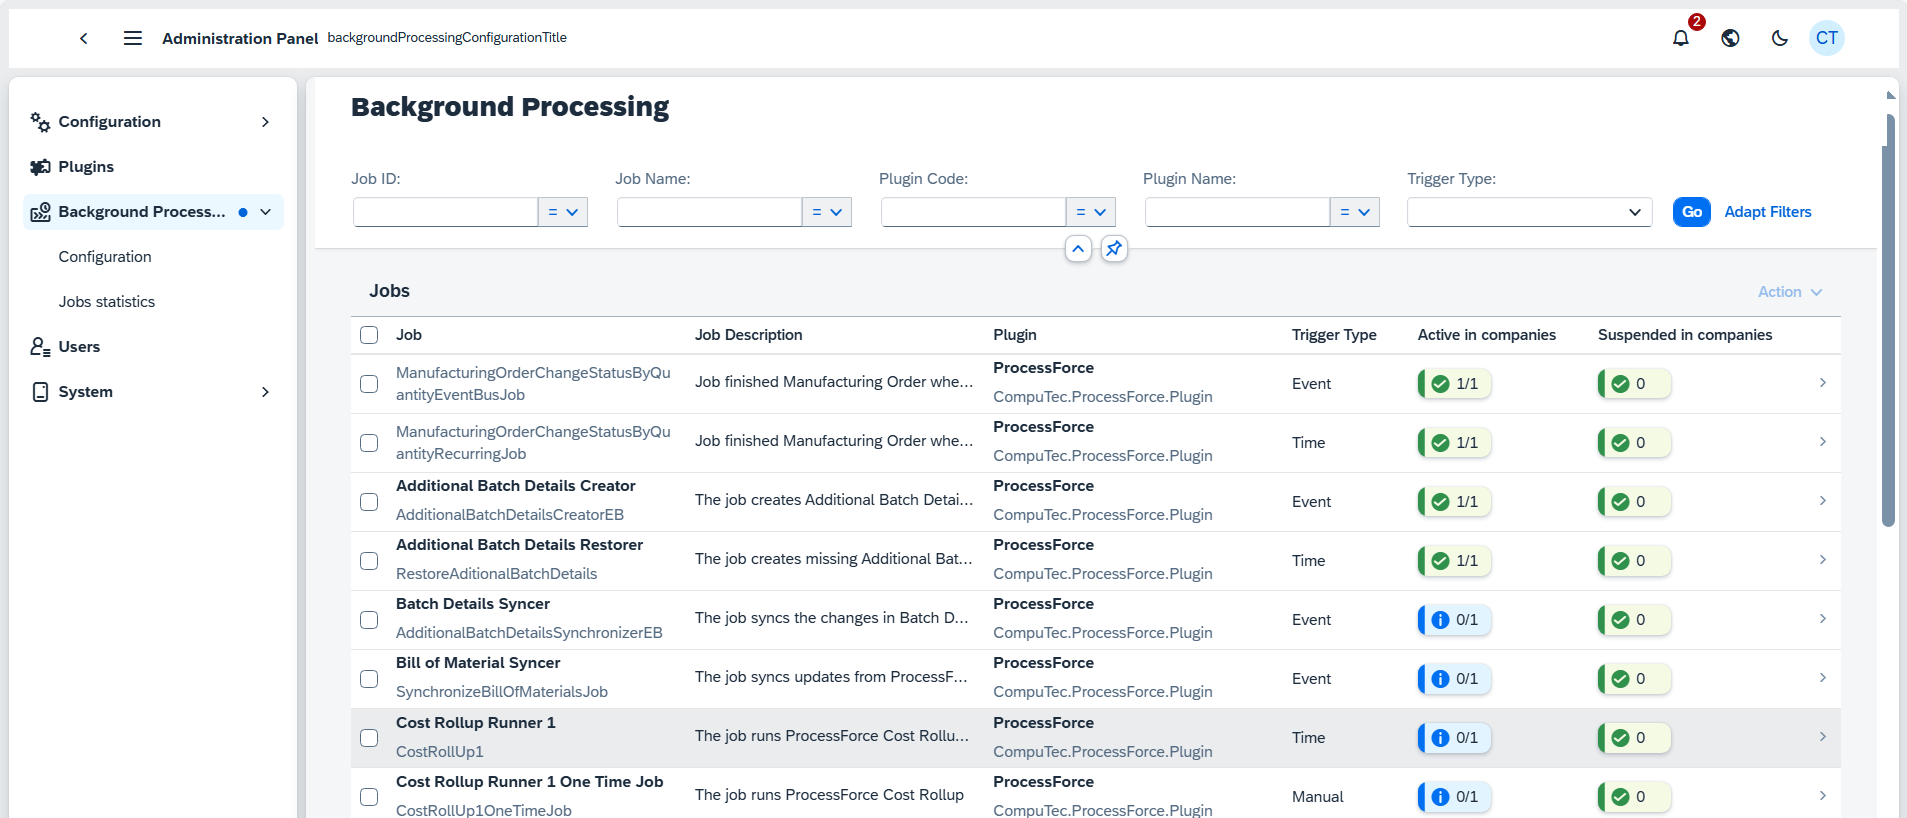 Administration Panel backgroundProcessingConfigurationTitle
2
CT
Configuration
Plugins
Background Process...
Configuration
Jobs statistics
Users
System
Background Processing
Job ID: Job Name: Plugin Code: Plugin Name: Trigger Type:
= = = = Go Adapt Filters
Jobs
Action
Job Job Description Plugin Trigger Type Active in companies Suspended in companies
ManufacturingOrderChangeStatusByQu
antityEventBusJob
Job finished Manufacturing Order whe...
ProcessForce
CompuTec.ProcessForce.Plugin
Event 1/1 0
ManufacturingOrderChangeStatusByQu
antityRecurringJob
Job finished Manufacturing Order whe...
ProcessForce
CompuTec.ProcessForce.Plugin
Time 1/1 0
Additional Batch Details Creator
AdditionalBatchDetailsCreatorEB
The job creates Additional Batch Detai...
ProcessForce
CompuTec.ProcessForce.Plugin
Event 1/1 0
Additional Batch Details Restorer
RestoreAditionalBatchDetails
The job creates missing Additional Bat...
ProcessForce
CompuTec.ProcessForce.Plugin
Time 1/1 0
Batch Details Syncer
AdditionalBatchDetailsSynchronizerEB
The job syncs the changes in Batch D...
ProcessForce
CompuTec.ProcessForce.Plugin
Event 0/1 0
Bill of Material Syncer
SynchronizeBillOfMaterialsJob
The job syncs updates from ProcessF...
ProcessForce
CompuTec.ProcessForce.Plugin
Event 0/1 0
Cost Rollup Runner 1
CostRollUp1
The job runs ProcessForce Cost Rollu...
ProcessForce
CompuTec.ProcessForce.Plugin
Time 0/1 0
Cost Rollup Runner 1 One Time Job
CostRollUp1OneTimeJob
The job runs ProcessForce Cost Rollup
ProcessForce
CompuTec.ProcessForce.Plugin
Manual 0/1 0